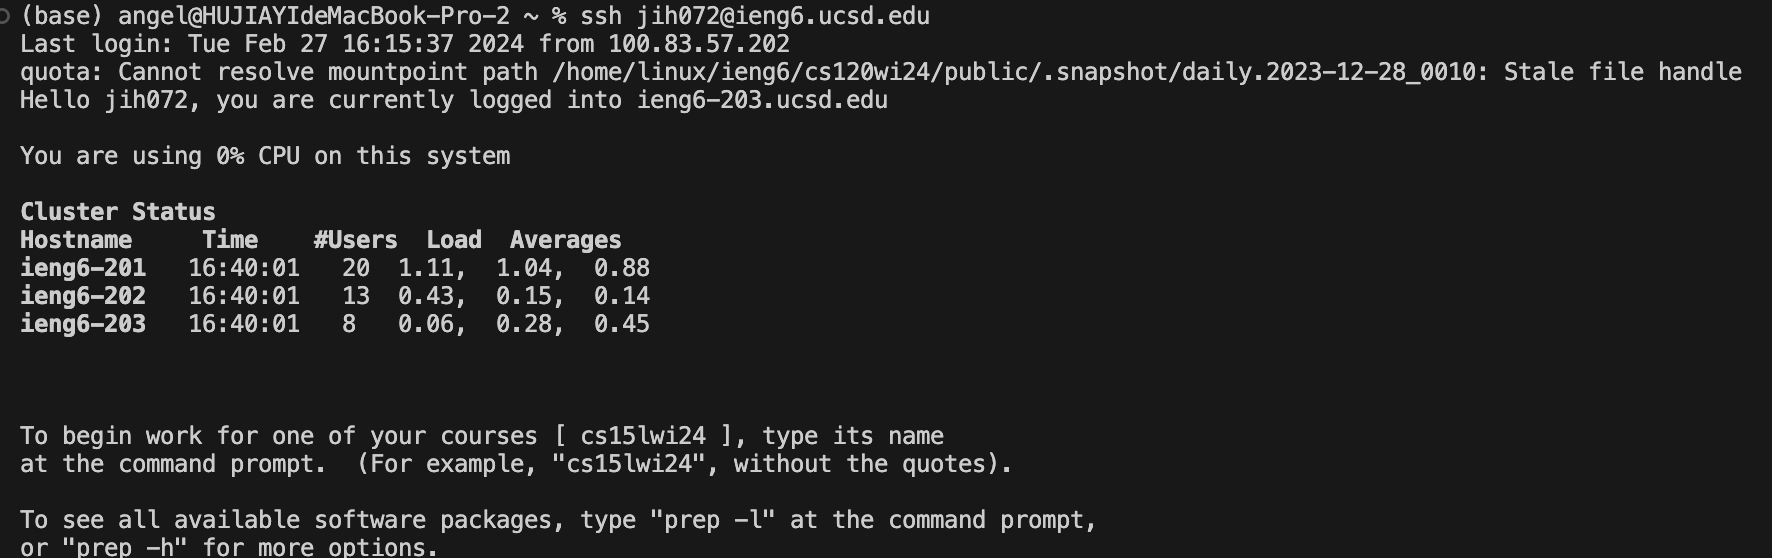 (base) angel@HUJIAYIdeMacBook-Pro-2 ~ % ssh jih072@ieng6.ucsd.edu
Last login: Tue Feb 27 16:15:37 2024 from 100.83.57.202
quota: Cannot resolve mountpoint path /home/linux/ieng6/cs120wi24/public/.snapshot/daily.2023-12-28_0010: Stale file handle
Hello jih072, you are currently logged into ieng6-203.ucsd.edu
You are using 0% CPU on this system
Cluster Status
Hostname     Time    #Users  Load  Averages
ieng6-201   16:40:01   20  1.11,  1.04,  0.88
ieng6-202   16:40:01   13  0.43,  0.15,  0.14
ieng6-203   16:40:01   8   0.06,  0.28,  0.45
To begin work for one of your courses [ cs15lwi24 ], type its name
at the command prompt.  (For example, "cs15lwi24", without the quotes).
To see all available software packages, type "prep -l" at the command prompt,
or "prep -h" for more options.